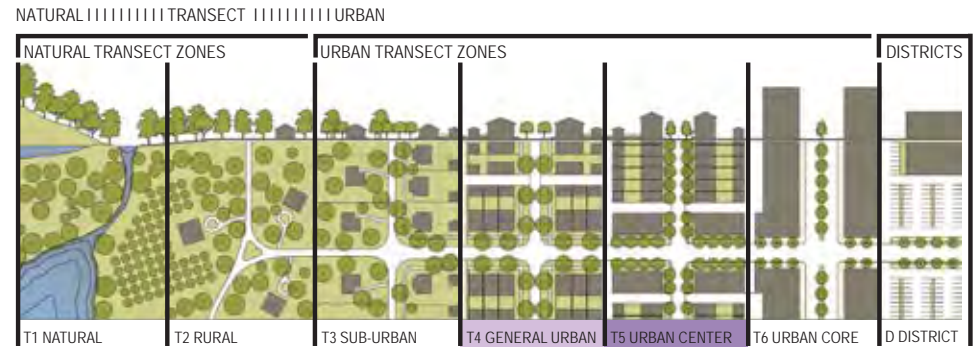 NATURAL I I I I I I I I I I TRANSECT I I I I I I I I I I URBAN
NATURAL TRANSECT ZONES URBAN TRANSECT ZONES DISTRICTS
T1 NATURAL T2 RURAL T3 SUB-URBAN T4 GENERAL URBAN T5 URBAN CENTER T6 URBAN CORE D DISTRICT